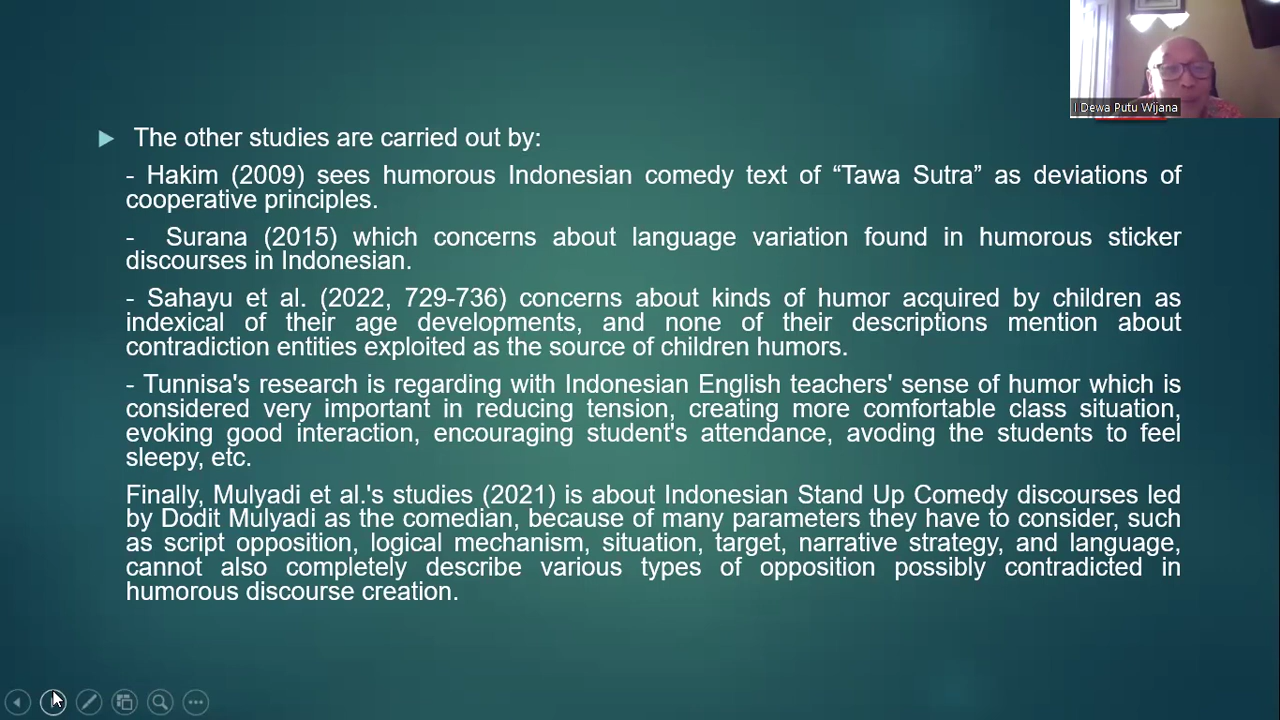 I Dewa Putu Wijana
The other studies are carried out by:
- Hakim (2009) sees humorous Indonesian comedy text of “Tawa Sutra” as deviations of
cooperative principles.
- Surana (2015) which concerns about language variation found in humorous sticker
discourses in Indonesian.
- Sahayu et al. (2022, 729-736) concerns about kinds of humor acquired by children as
indexical of their age developments, and none of their descriptions mention about
contradiction entities exploited as the source of children humors.
- Tunnisa's research is regarding with Indonesian English teachers' sense of humor which is
considered very important in reducing tension, creating more comfortable class situation,
evoking good interaction, encouraging student's attendance, avoding the students to feel
sleepy, etc.
Finally, Mulyadi et al.'s studies (2021) is about Indonesian Stand Up Comedy discourses led
by Dodit Mulyadi as the comedian, because of many parameters they have to consider, such
as script opposition, logical mechanism, situation, target, narrative strategy, and language,
cannot also completely describe various types of opposition possibly contradicted in
humorous discourse creation.